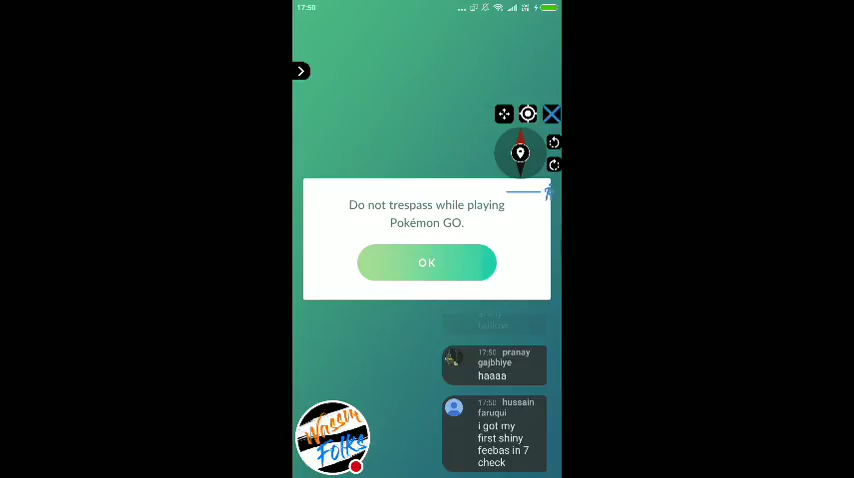 17:50
Do not trespass while playing
Pokémon GO.
OK
17:50 pranay
gajbhiye
haaaa
17:50 hussain
faruqui
i got my
first shiny
feebas in 7
check
Wassup
Folks